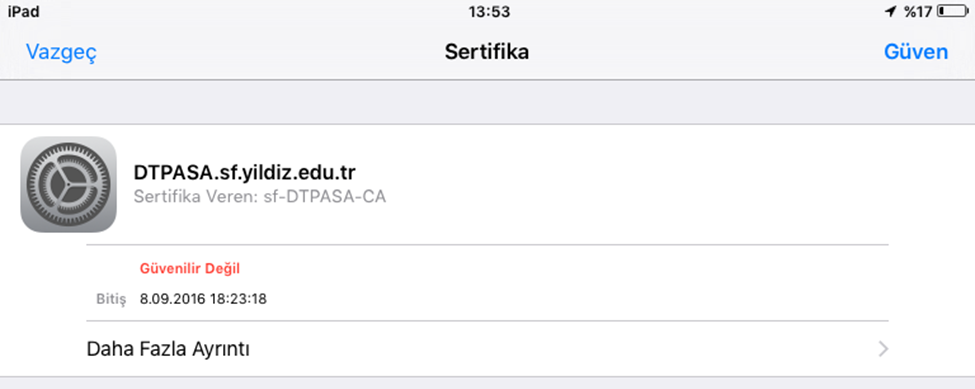 iPad 13:53 %17
Vazgeç Sertifika Güven
DTPASA.sf.yildiz.edu.tr
Sertifika Veren: sf-DTPASA-CA
Güvenilir Değil
Bitiş 8.09.2016 18:23:18
Daha Fazla Ayrıntı